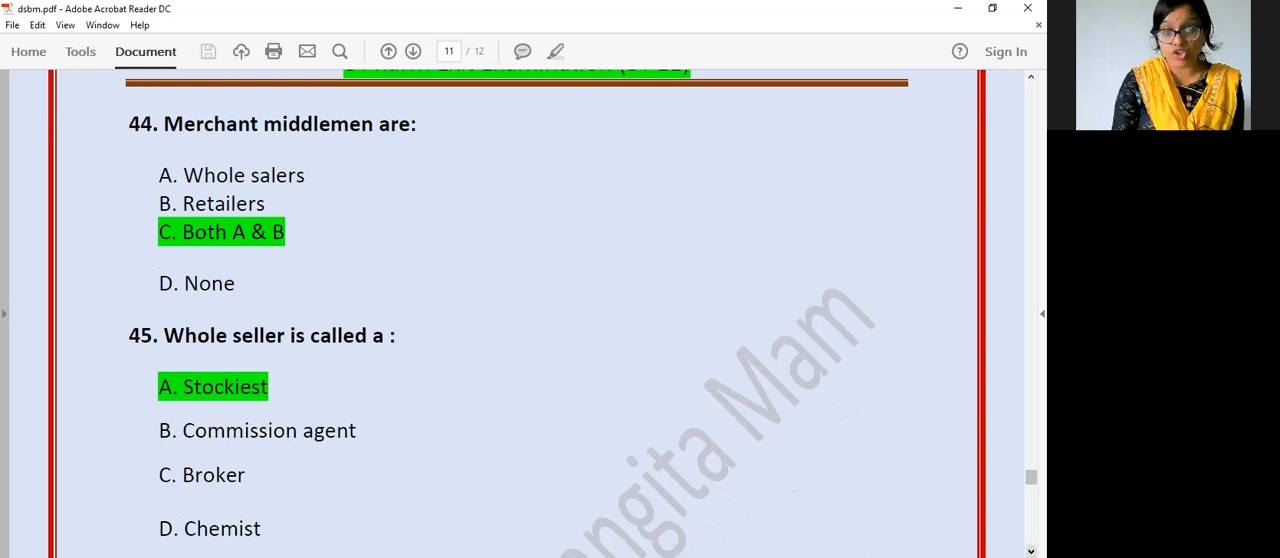 dsbm.pdf - Adobe Acrobat Reader DC
File Edit View Window Help
Home Tools Document 11 / 12 Sign In
44. Merchant middlemen are:
A. Whole salers
B. Retailers
C. Both A & B
D. None
45. Whole seller is called a :
A. Stockiest
B. Commission agent
C. Broker
D. Chemist
Mam